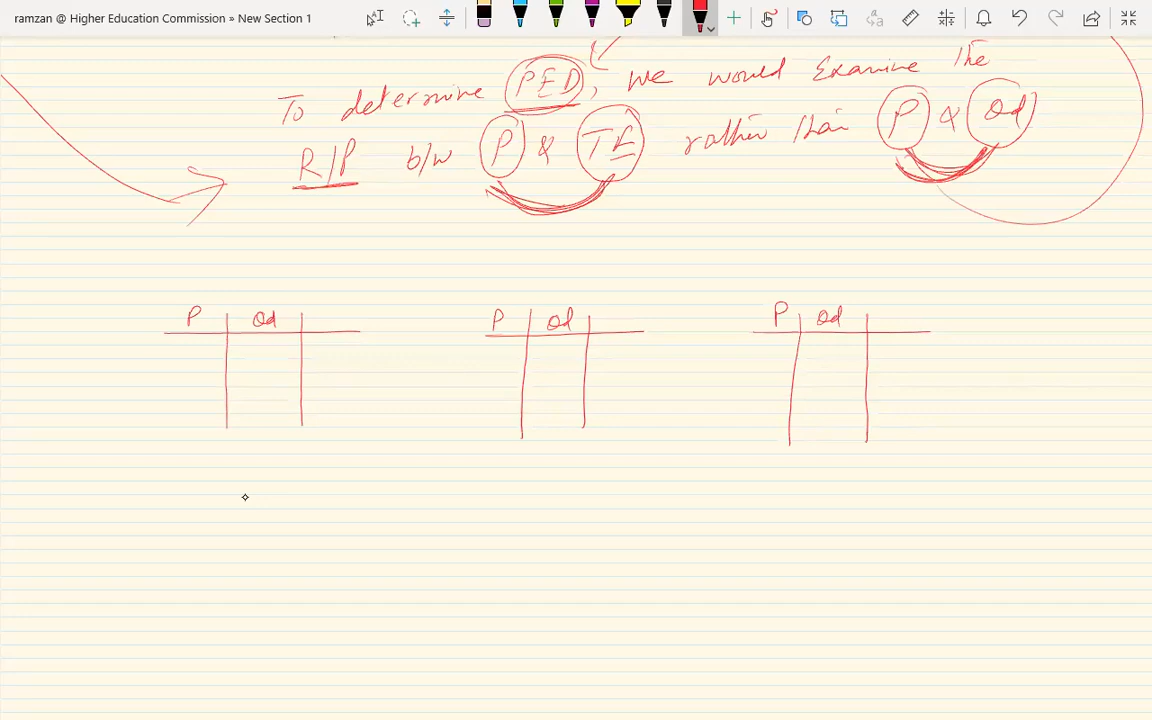 ramzan @ Higher Education Commission » New Section 1
To determine PED, we would Examine the
R/P b/w P & TR rather than P & Qd
P Qd P Qd P Qd